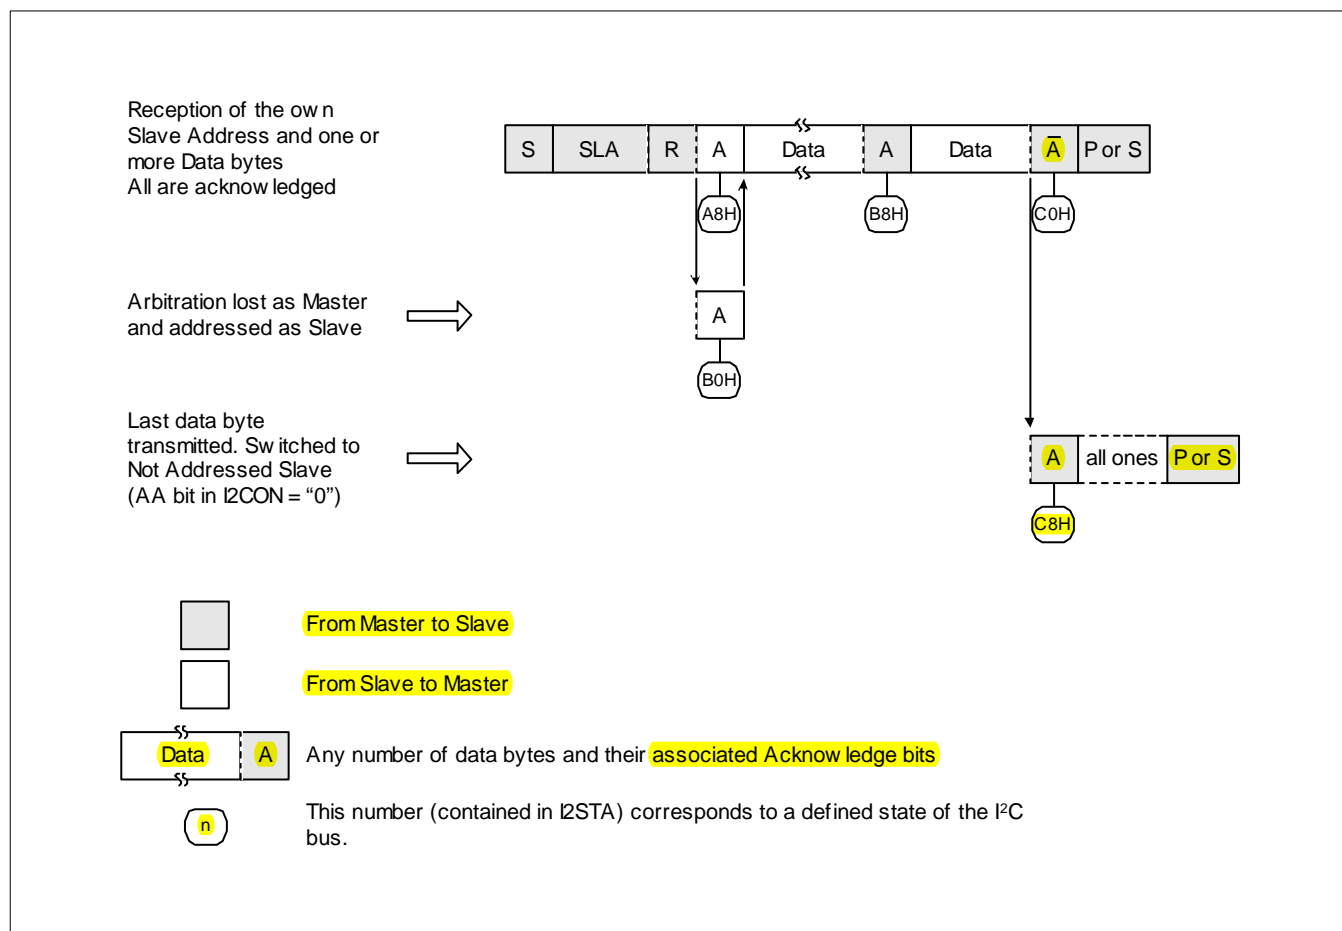 Reception of the own
Slave Address and one or
more Data bytes
All are acknowledged
S SLA R A Data A Data A̅ P or S
A8H B8H C0H
Arbitration lost as Master
and addressed as Slave
A
B0H
Last data byte
transmitted. Switched to
Not Addressed Slave
(AA bit in I2CON = “0”)
A all ones P or S
C8H
From Master to Slave
From Slave to Master
Data A Any number of data bytes and their associated Acknowledge bits
n This number (contained in I2STA) corresponds to a defined state of the I²C
bus.